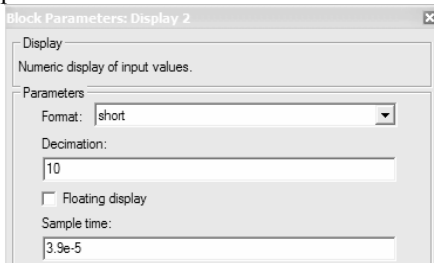 Block Parameters: Display 2
Display
Numeric display of input values.
Parameters
Format: short
Decimation:
10
Floating display
Sample time:
3.9e-5